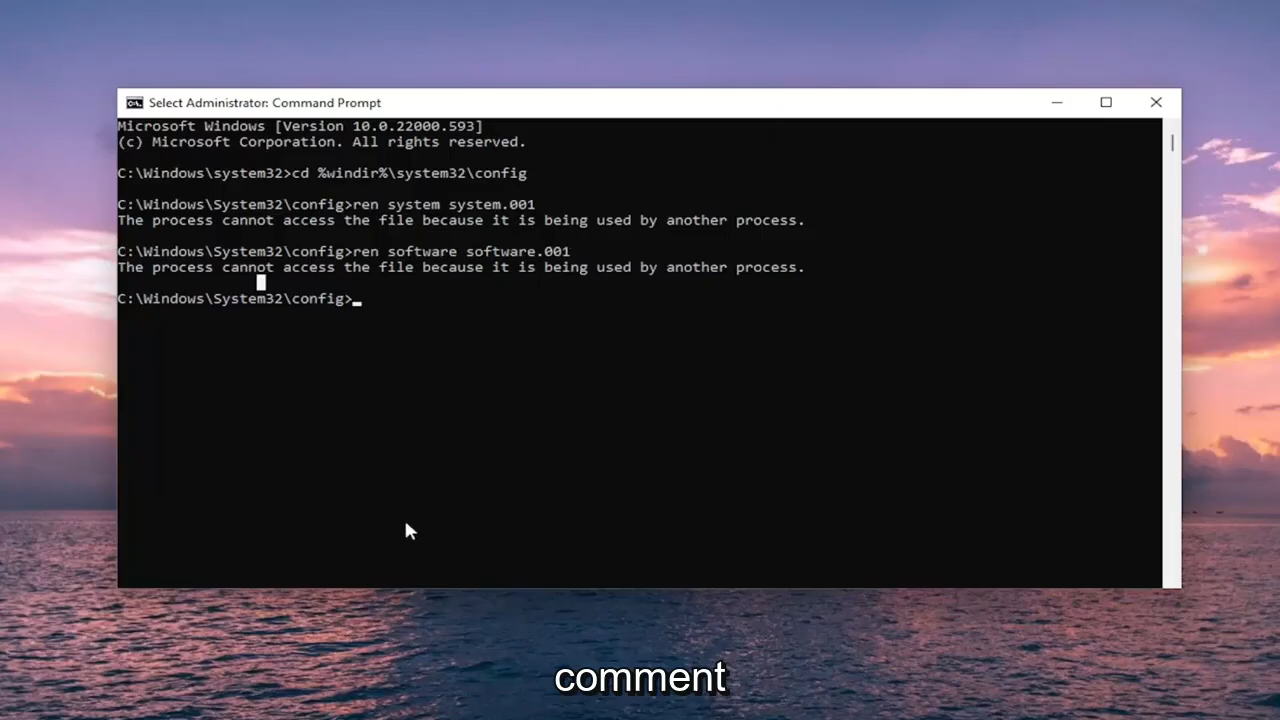 Select Administrator: Command Prompt
Microsoft Windows [Version 10.0.22000.593]
(c) Microsoft Corporation. All rights reserved.
C:\Windows\system32>cd %windir%\system32\config
C:\Windows\System32\config>ren system system.001
The process cannot access the file because it is being used by another process.
C:\Windows\System32\config>ren software software.001
The process cannot access the file because it is being used by another process.
C:\Windows\System32\config>
comment